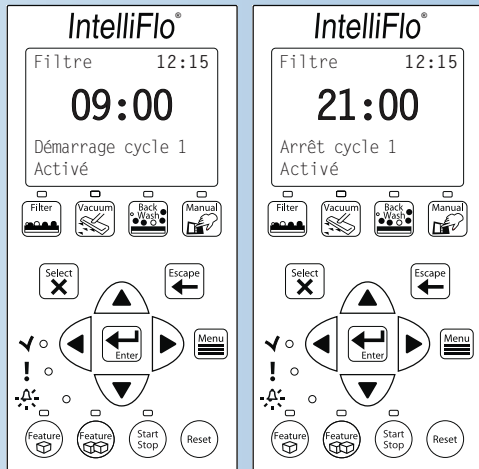 IntelliFlo®
Filtre 12:15
09:00
Démarrage cycle 1
Activé
Filter Vacuum Back Wash Manual
Select Escape
Enter Menu
Feature Feature Start Stop Reset
IntelliFlo®
Filtre 12:15
21:00
Arrêt cycle 1
Activé
Filter Vacuum Back Wash Manual
Select Escape
Enter Menu
Feature Feature Start Stop Reset